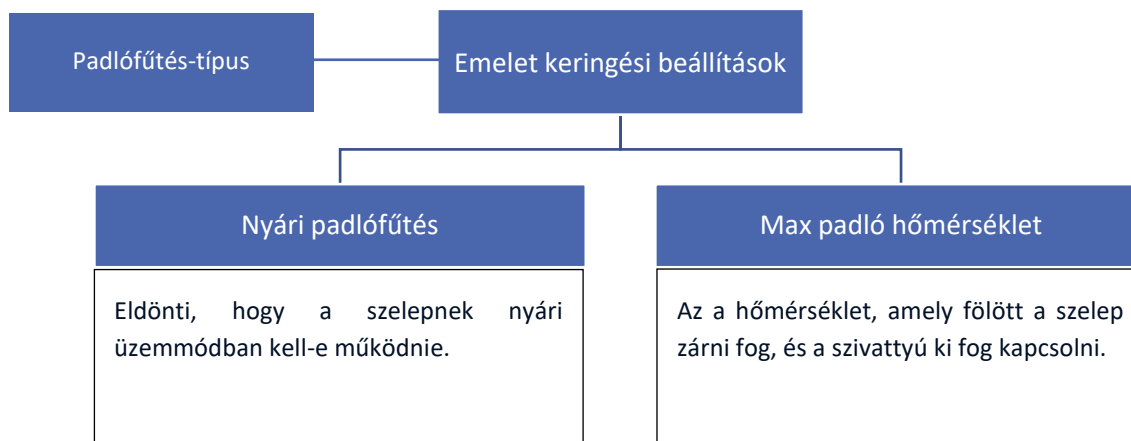 Padlófűtés-típus
Emelet keringési beállítások
Nyári padlófűtés
Max padló hőmérséklet
Eldönti, hogy a szelepnek nyári
üzemmódban kell-e működnie.
Az a hőmérséklet, amely fölött a szelep
zárni fog, és a szivattyú ki fog kapcsolni.